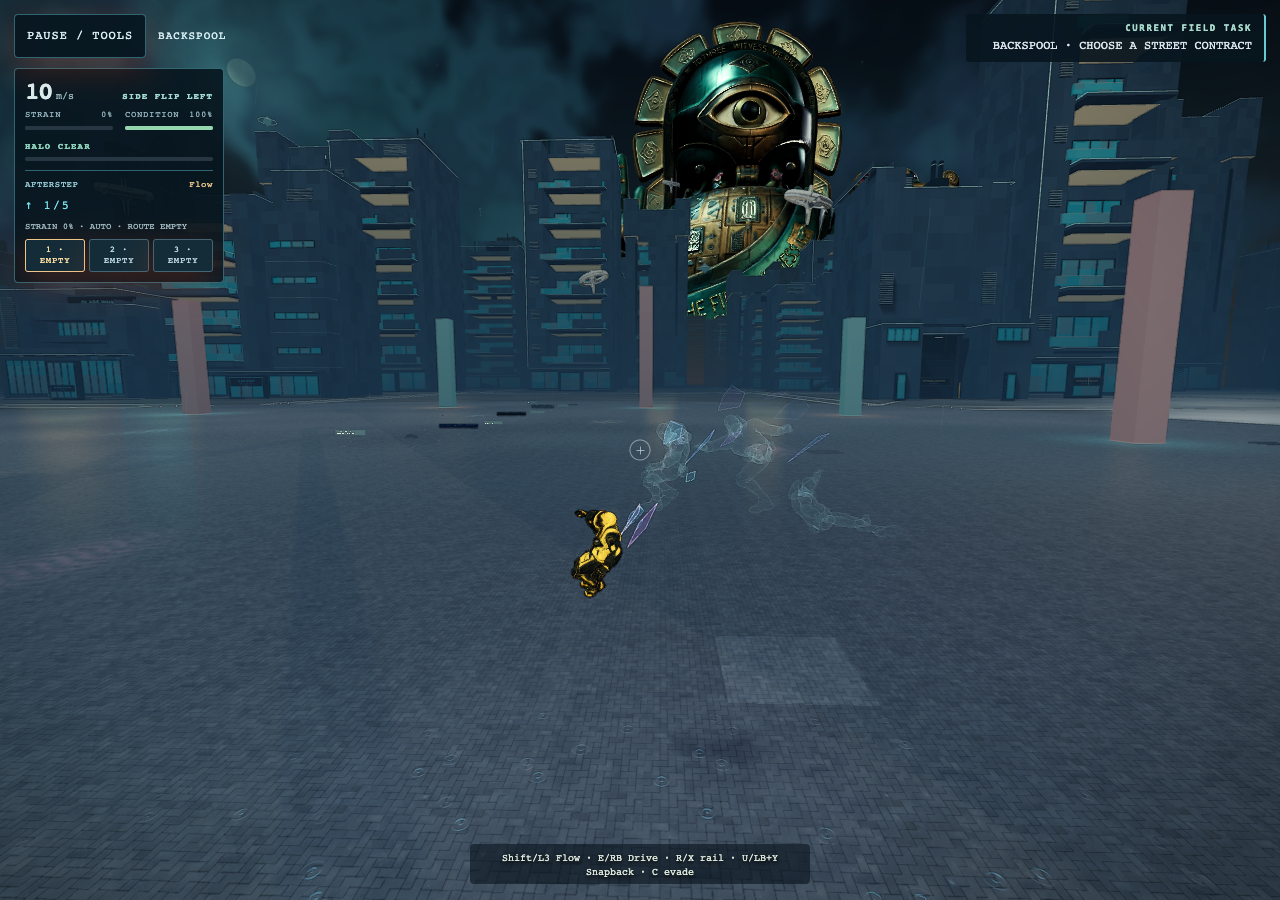 PAUSE / TOOLS
BACKSPOOL
CURRENT FIELD TASK
BACKSPOOL · CHOOSE A STREET CONTRACT
10 m/s
SIDE FLIP LEFT
STRAIN 0%
CONDITION 100%
HALO CLEAR
AFTERSTEP
Flow
↑ 1/5
STRAIN 0% · AUTO · ROUTE EMPTY
1 · EMPTY
2 · EMPTY
3 · EMPTY
Shift/L3 Flow · E/RB Drive · R/X rail · U/LB+Y
Snapback · C evade